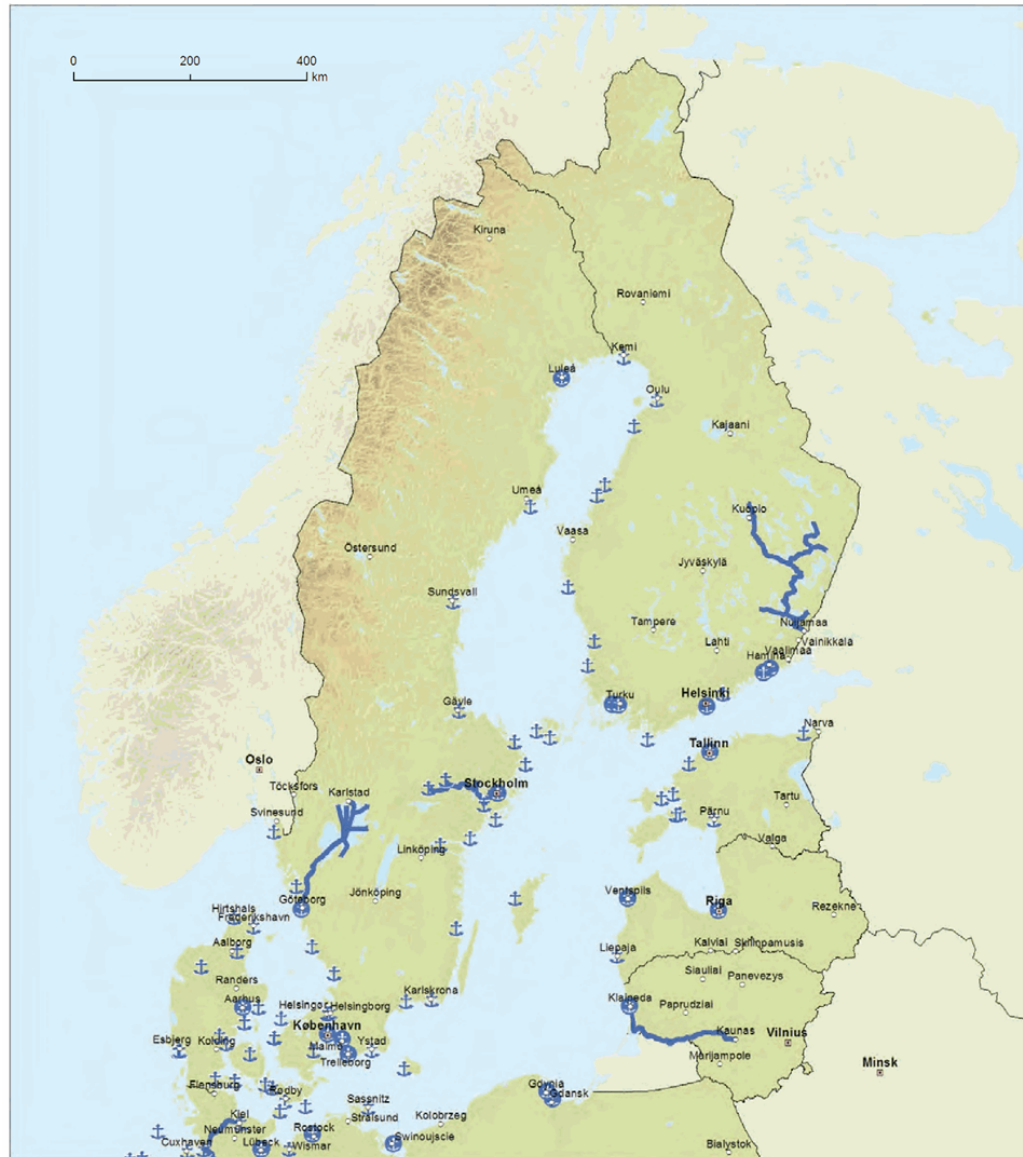 0 200 400
km
Kiruna
Rovaniemi
Kemi
Luleå
Oulu
Kajaani
Umeå
Kuopio
Vaasa
Östersund
Jyväskylä
Sundsvall
Tampere
Nuijamaa
Lahti
Vainikkala
Vaalimaa
Hamina
Turku
Helsinki
Gävle
Narva
Tallinn
Oslo
Stockholm
Töcksfors
Karlstad
Tartu
Svinesund
Pärnu
Valga
Linköping
Jönköping
Ventspils
Göteborg
Riga
Rezekne
Hirtshals
Frederikshavn
Aalborg
Liepaja
Kalviai
Skilinpamusis
Siauliai
Panevezys
Randers
Karlskrona
Aarhus
Helsingor
Helsingborg
Klaipeda
Paprudziai
København
Kaunas
Vilnius
Esbjerg
Kolding
Malmö
Ystad
Trelleborg
Marijampole
Minsk
Flensburg
Rødby
Gdynia
Gdansk
Sassnitz
Kiel
Stralsund
Kolobrzeg
Neumünster
Rostock
Cuxhaven
Lübeck
Wismar
Swinoujscie
Bialystok